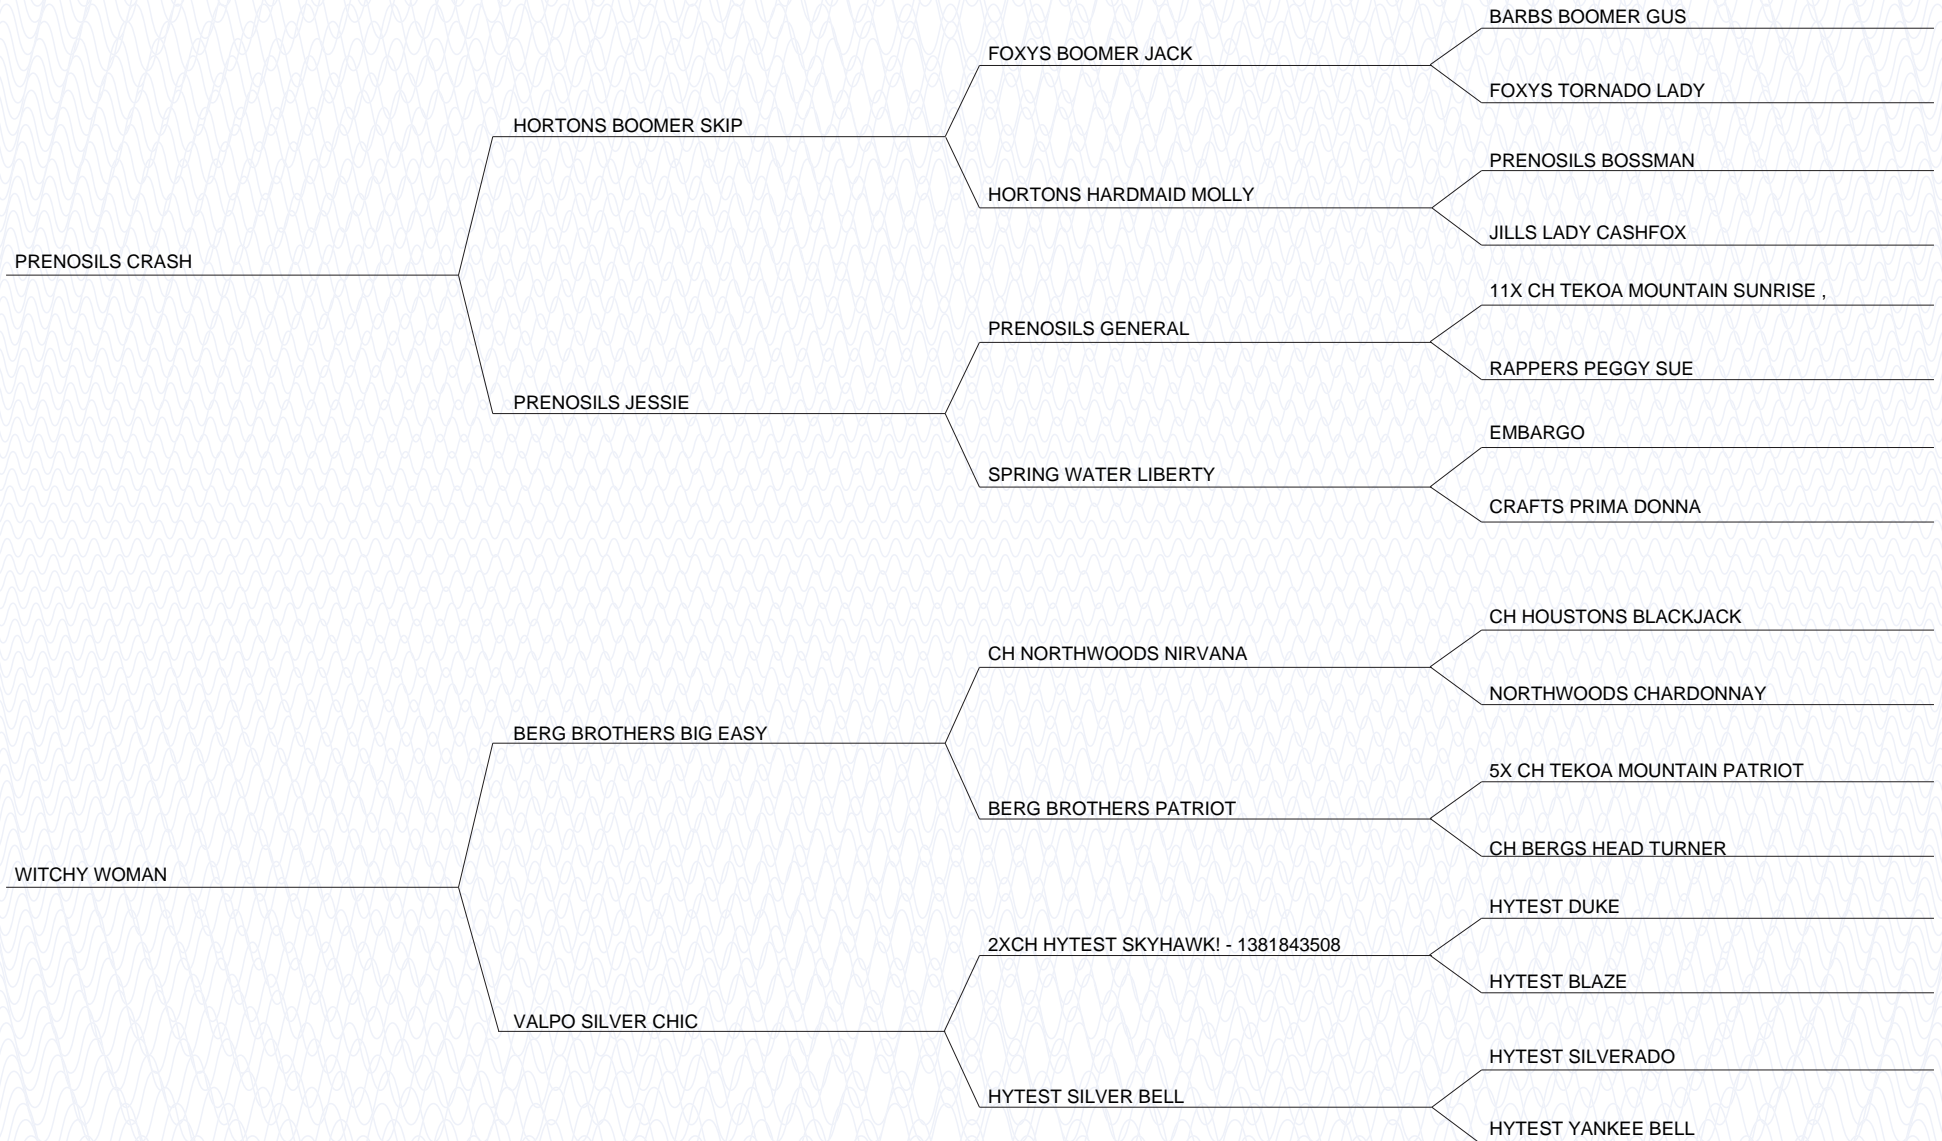 BARBS BOOMER GUS
FOXYS BOOMER JACK
FOXYS TORNADO LADY
HORTONS BOOMER SKIP
PRENOSILS BOSSMAN
HORTONS HARDMAID MOLLY
JILLS LADY CASHFOX
PRENOSILS CRASH
11X CH TEKOA MOUNTAIN SUNRISE ,
PRENOSILS GENERAL
RAPPERS PEGGY SUE
PRENOSILS JESSIE
EMBARGO
SPRING WATER LIBERTY
CRAFTS PRIMA DONNA
CH HOUSTONS BLACKJACK
CH NORTHWOODS NIRVANA
NORTHWOODS CHARDONNAY
BERG BROTHERS BIG EASY
5X CH TEKOA MOUNTAIN PATRIOT
BERG BROTHERS PATRIOT
CH BERGS HEAD TURNER
WITCHY WOMAN
HYTEST DUKE
2XCH HYTEST SKYHAWK! - 1381843508
HYTEST BLAZE
VALPO SILVER CHIC
HYTEST SILVERADO
HYTEST SILVER BELL
HYTEST YANKEE BELL